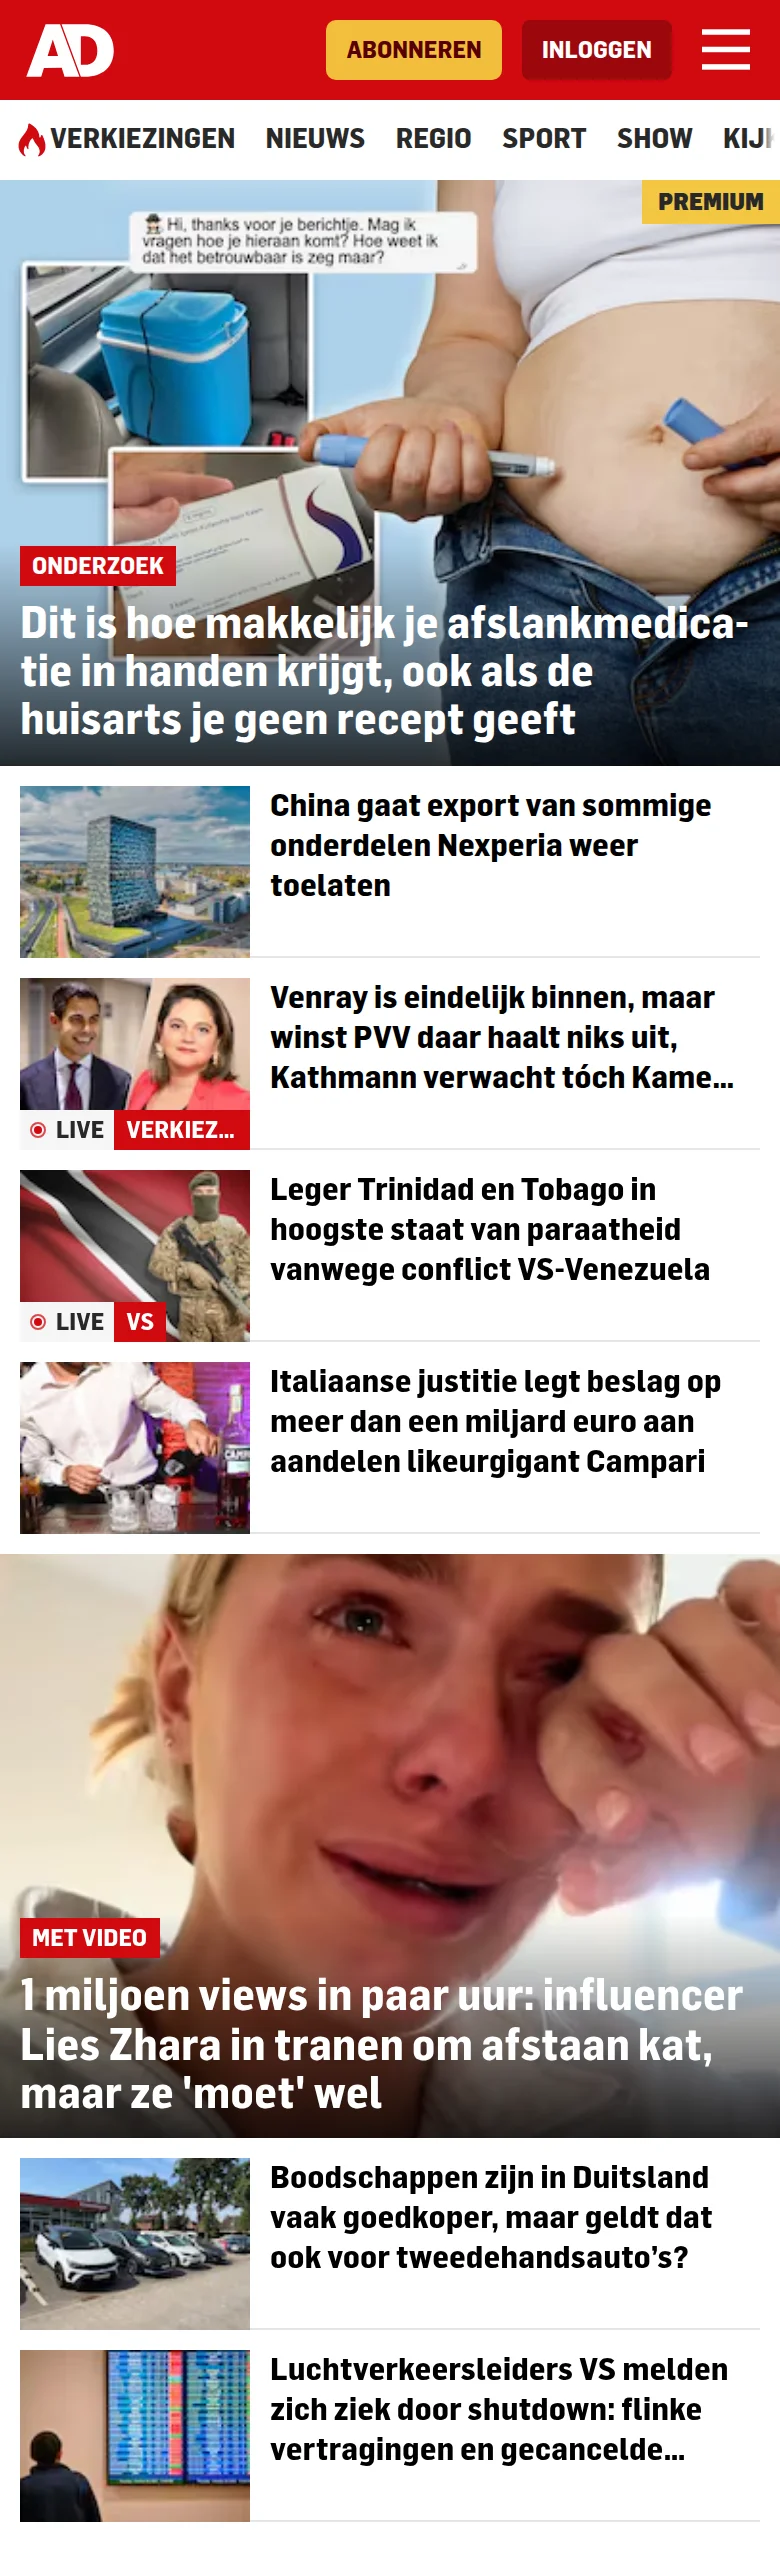 AD
ABONNEREN
INLOGGEN
VERKIEZINGEN NIEUWS REGIO SPORT SHOW KIJK
PREMIUM
Hi, thanks voor je berichtje. Mag ik
vragen hoe je hieraan komt? Hoe weet ik
dat het betrouwbaar is zeg maar?
ONDERZOEK
Dit is hoe makkelijk je afslankmedica-
tie in handen krijgt, ook als de
huisarts je geen recept geeft
China gaat export van sommige
onderdelen Nexperia weer
toelaten
Venray is eindelijk binnen, maar
winst PVV daar haalt niks uit,
Kathmann verwacht tóch Kame...
LIVE VERKIEZ...
Leger Trinidad en Tobago in
hoogste staat van paraatheid
vanwege conflict VS-Venezuela
LIVE VS
Italiaanse justitie legt beslag op
meer dan een miljard euro aan
aandelen likeurgigant Campari
MET VIDEO
1 miljoen views in paar uur: influencer
Lies Zhara in tranen om afstaan kat,
maar ze 'moet' wel
Boodschappen zijn in Duitsland
vaak goedkoper, maar geldt dat
ook voor tweedehandsauto’s?
Luchtverkeersleiders VS melden
zich ziek door shutdown: flinke
vertragingen en gecancelde...